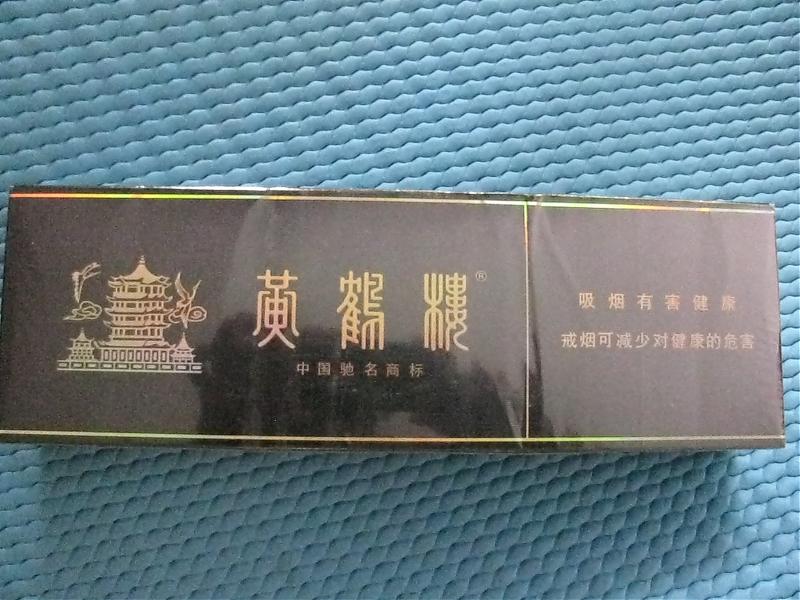 黄鹤楼®
中国驰名商标
吸烟有害健康
戒烟可减少对健康的危害